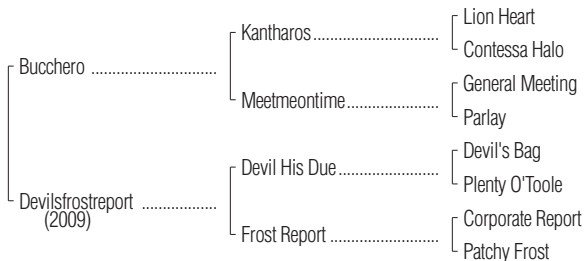 Lion Heart
Kantharos
Contessa Halo
Bucchero
General Meeting
Meetmeontime
Parlay
Devil's Bag
Devil His Due
Plenty O'Toole
Devilsfrostreport
(2009)
Corporate Report
Frost Report
Patchy Frost